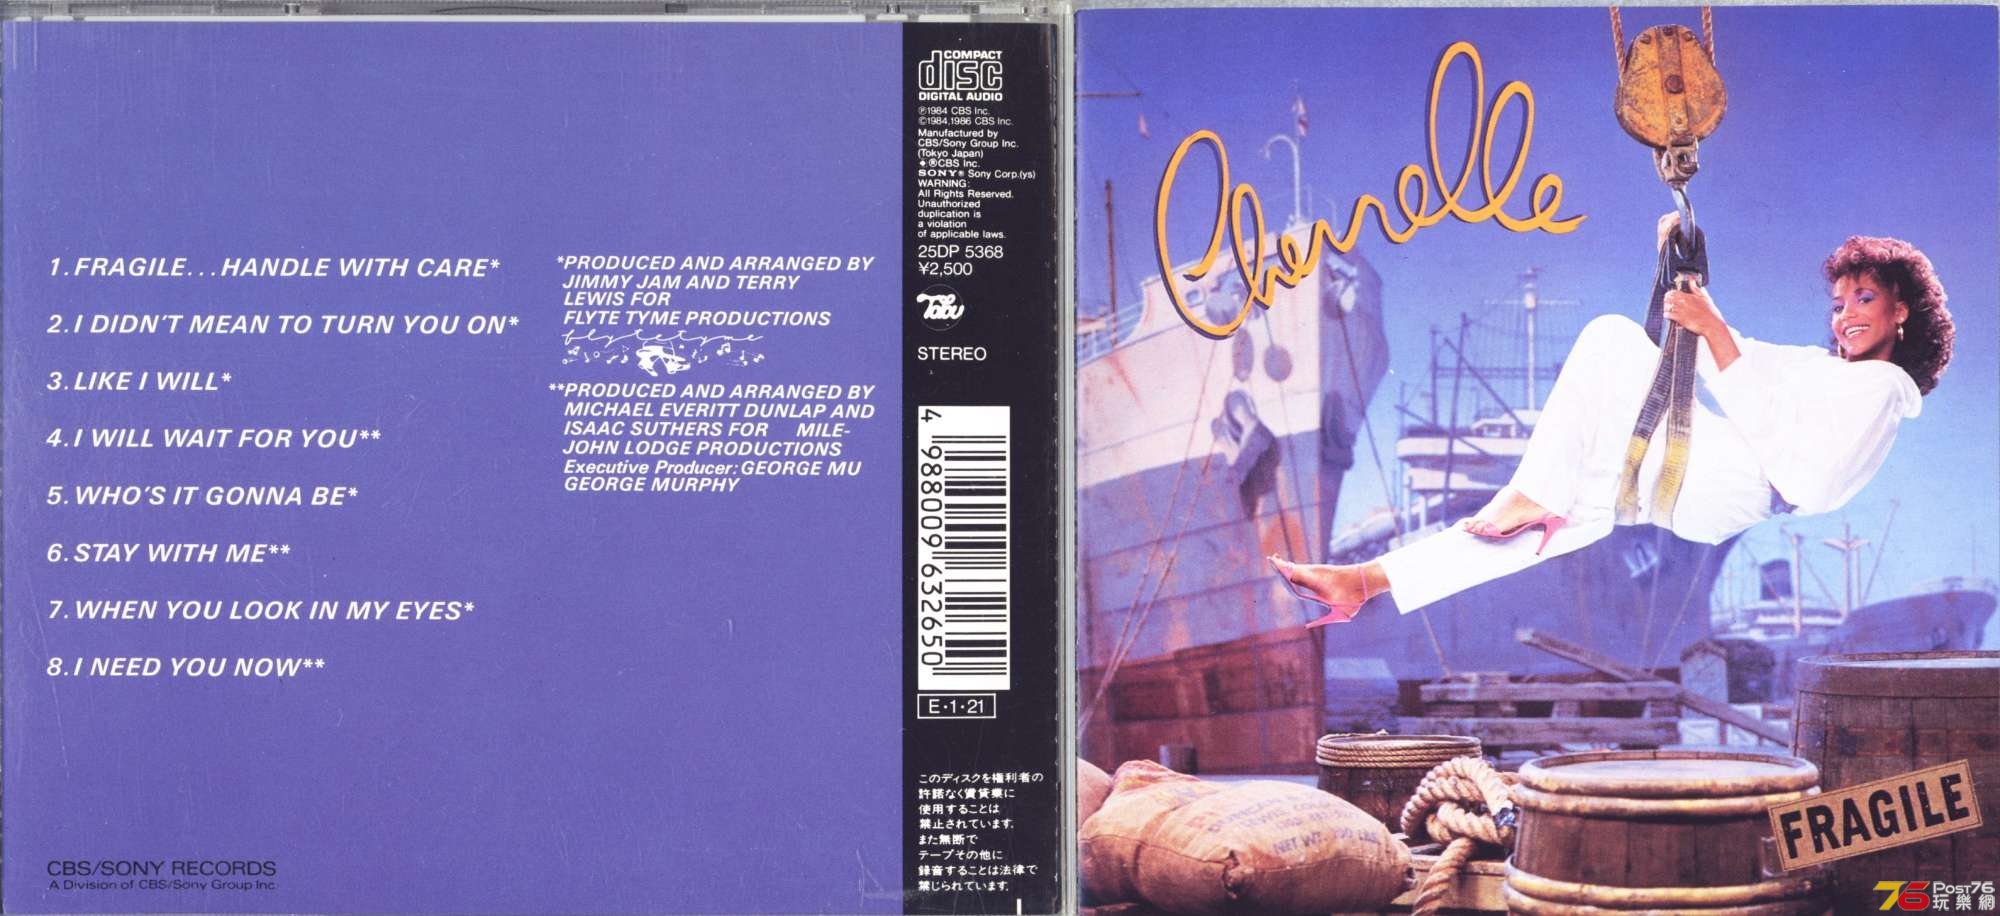 1. FRAGILE...HANDLE WITH CARE*
2. I DIDN'T MEAN TO TURN YOU ON*
3. LIKE I WILL*
4. I WILL WAIT FOR YOU**
5. WHO'S IT GONNA BE*
6. STAY WITH ME**
7. WHEN YOU LOOK IN MY EYES*
8. I NEED YOU NOW**
*PRODUCED AND ARRANGED BY
JIMMY JAM AND TERRY
LEWIS FOR
FLYTE TYME PRODUCTIONS
flytetyme
**PRODUCED AND ARRANGED BY
MICHAEL EVERITT DUNLAP AND
ISAAC SUTHERS FOR MILE-
JOHN LODGE PRODUCTIONS
Executive Producer: GEORGE MU
GEORGE MURPHY
CBS/SONY RECORDS
A Division of CBS/Sony Group Inc.
COMPACT
disc
DIGITAL AUDIO
℗1984 CBS Inc.
©1984,1986 CBS Inc.
Manufactured by
CBS/Sony Group Inc.
(Tokyo Japan)
®CBS Inc.
SONY® Sony Corp.(ys)
WARNING:
All Rights Reserved.
Unauthorized
duplication is
a violation
of applicable laws.
25DP 5368
¥2,500
Tabu
STEREO
4 988009 632650
E・1・21
このディスクを権利者の
許諾なく賃貸業に
使用することは
禁止されています。
また無断で
テープその他に
録音することは法律で
禁じられています。
Cherrelle
NET WT. 100 LBS.
FRAGILE
76 Post76
玩樂網